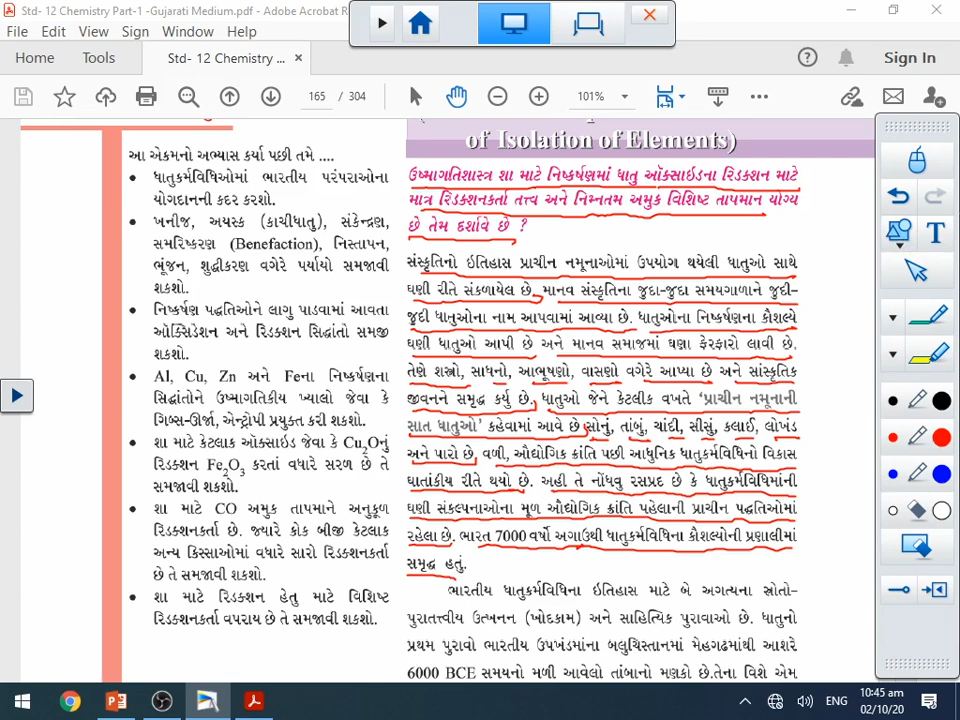 Std- 12 Chemistry Part-1 -Gujarati Medium.pdf - Adobe Acrobat R
File Edit View Sign Window Help
Home Tools Std- 12 Chemistry ... Sign In
165 / 304 101%
of Isolation of Elements)
આ એકમનો અભ્યાસ કર્યા પછી તમે ....
• ધાતુકર્મવિધિઓમાં ભારતીય પરંપરાઓના
યોગદાનની કદર કરશો.
• ખનીજ, અયસ્ક (કાચીધાતુ), સંકેન્દ્રણ,
સમરિષ્કરણ (Benefaction), નિસ્તાપન,
ભૂંજન, શુદ્ધીકરણ વગેરે પર્યાયો સમજાવી
શકશો.
• નિષ્કર્ષણ પદ્ધતિઓને લાગુ પાડવામાં આવતા
ઑક્સિડેશન અને રિડક્શન સિદ્ધાંતો સમજી
શકશો.
• Al, Cu, Zn અને Feના નિષ્કર્ષણના
સિદ્ધાંતોને ઉષ્માગતિકીય ખ્યાલો જેવા કે
ગિબ્સ-ઊર્જા, એન્ટ્રોપી પ્રયુક્ત કરી શકશો.
• શા માટે કેટલાક ઑક્સાઇડ જેવા કે Cu2Oનું
રિડક્શન Fe2O3 કરતાં વધારે સરળ છે તે
સમજાવી શકશો.
• શા માટે CO અમુક તાપમાને અનુકૂળ
રિડક્શનકર્તા છે. જ્યારે કોક બીજી કેટલાક
અન્ય કિસ્સાઓમાં વધારે સારો રિડક્શનકર્તા
છે તે સમજાવી શકશો.
• શા માટે રિડક્શન હેતુ માટે વિશિષ્ટ
રિડક્શનકર્તા વપરાય છે તે સમજાવી શકશો.
ઉષ્માગતિશાસ્ત્ર શા માટે નિષ્કર્ષણમાં ધાતુ ઑક્સાઇડના રિડક્શન માટે
માત્ર રિડક્શનકર્તા તત્ત્વ અને નિમ્નતમ અમુક વિશિષ્ટ તાપમાન યોગ્ય
છે તેમ દર્શાવે છે ?
સંસ્કૃતિનો ઇતિહાસ પ્રાચીન નમૂનાઓમાં ઉપયોગ થયેલી ધાતુઓ સાથે
ઘણી રીતે સંકળાયેલ છે. માનવ સંસ્કૃતિના જુદા-જુદા સમયગાળાને જુદી-
જુદી ધાતુઓના નામ આપવામાં આવ્યા છે. ધાતુઓના નિષ્કર્ષણના કૌશલ્યે
ઘણી ધાતુઓ આપી છે અને માનવ સમાજમાં ઘણા ફેરફારો લાવી છે.
તેણે શસ્ત્રો, સાધનો, આભૂષણો, વાસણો વગેરે આપ્યા છે અને સાંસ્કૃતિક
જીવનને સમૃદ્ધ કર્યુ છે. ધાતુઓ જેને કેટલીક વખતે ‘પ્રાચીન નમૂનાની
સાત ધાતુઓ’ કહેવામાં આવે છે સોનું, તાંબું, ચાંદી, સીસું, કલાઈ, લોખંડ
અને પારો છે. વળી, ઔદ્યોગિક ક્રાંતિ પછી આધુનિક ધાતુકર્મવિધિનો વિકાસ
ઘાતાંકીય રીતે થયો છે. અહી તે નોંધવુ રસપ્રદ છે કે ધાતુકર્મવિધિમાંની
ઘણી સંકલ્પનાઓના મૂળ ઔદ્યોગિક ક્રાંતિ પહેલાની પ્રાચીન પદ્ધતિઓમાં
રહેલા છે. ભારત 7000 વર્ષો અગાઉથી ધાતુકર્મવિધિના કૌશલ્યોની પ્રણાલીમાં
સમૃદ્ધ હતું.
ભારતીય ધાતુકર્મવિધિના ઇતિહાસ માટે બે અગત્યના સ્રોતો-
પુરાતત્ત્વીય ઉત્ખનન (ખોદકામ) અને સાહિત્યિક પુરાવાઓ છે. ધાતુનો
પ્રથમ પુરાવો ભારતીય ઉપખંડમાંના બલુચિસ્તાનમાં મેહગઢમાંથી આશરે
6000 BCE સમયનો મળી આવેલો તાંબાનો મણકો છે.તેના વિશે એમ
T
ENG
10:45 am
02/10/20